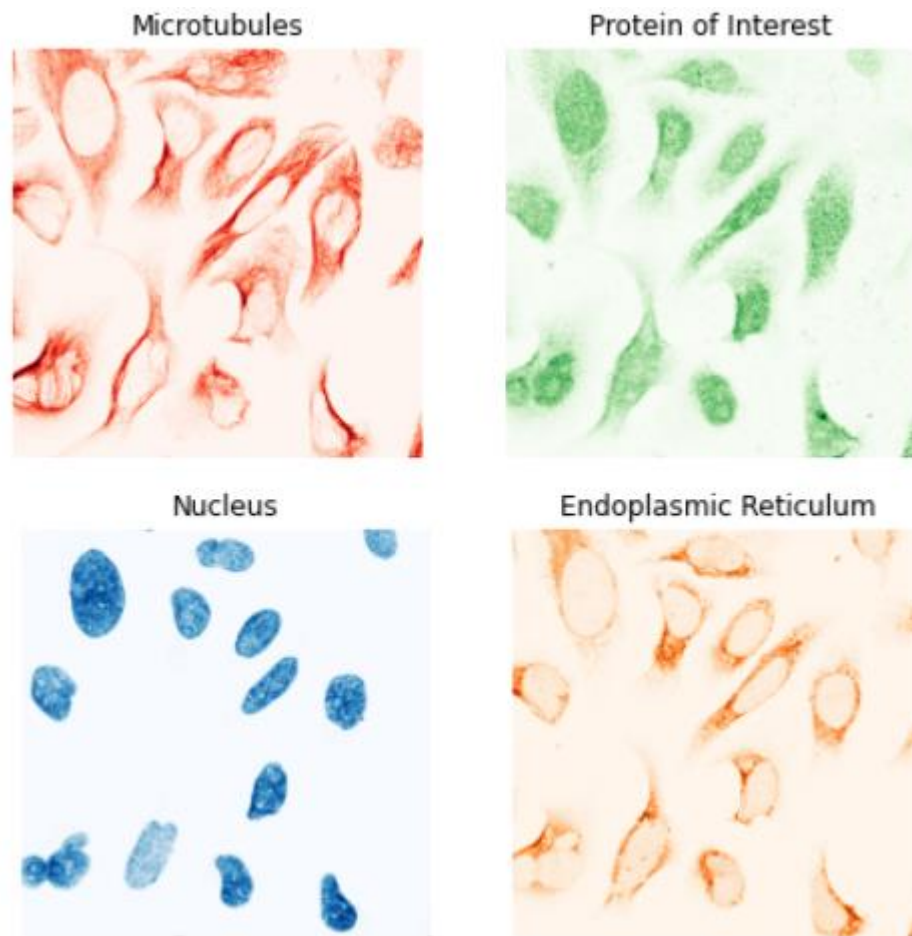 Microtubules
Protein of Interest
Nucleus
Endoplasmic Reticulum